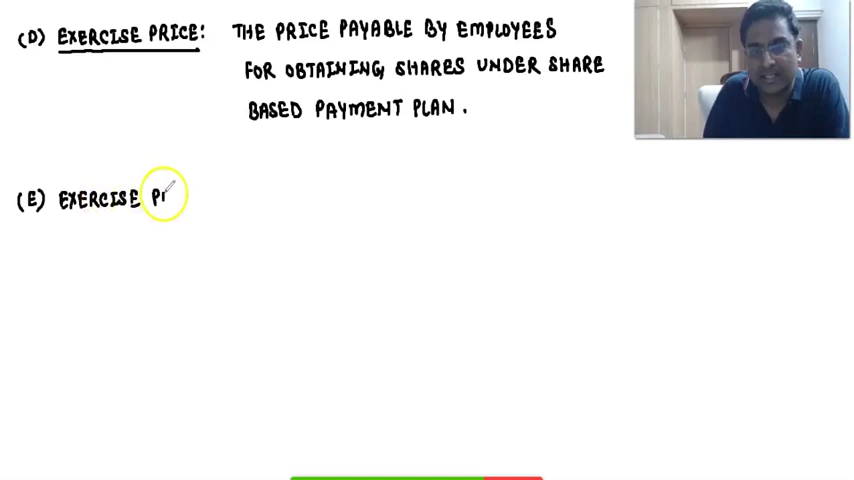 (D) EXERCISE PRICE: THE PRICE PAYABLE BY EMPLOYEES
FOR OBTAINING SHARES UNDER SHARE
BASED PAYMENT PLAN.
(E) EXERCISE